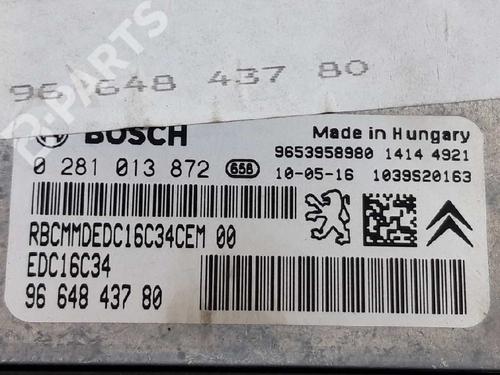 B-PARTS
96 648 437 80
BOSCH
Made in Hungary
0 281 013 872 658
9653958980 1414 4921
10-05-16 1039S20163
RBCMMDEDC16C34CEM 00
EDC16C34
96 648 437 80